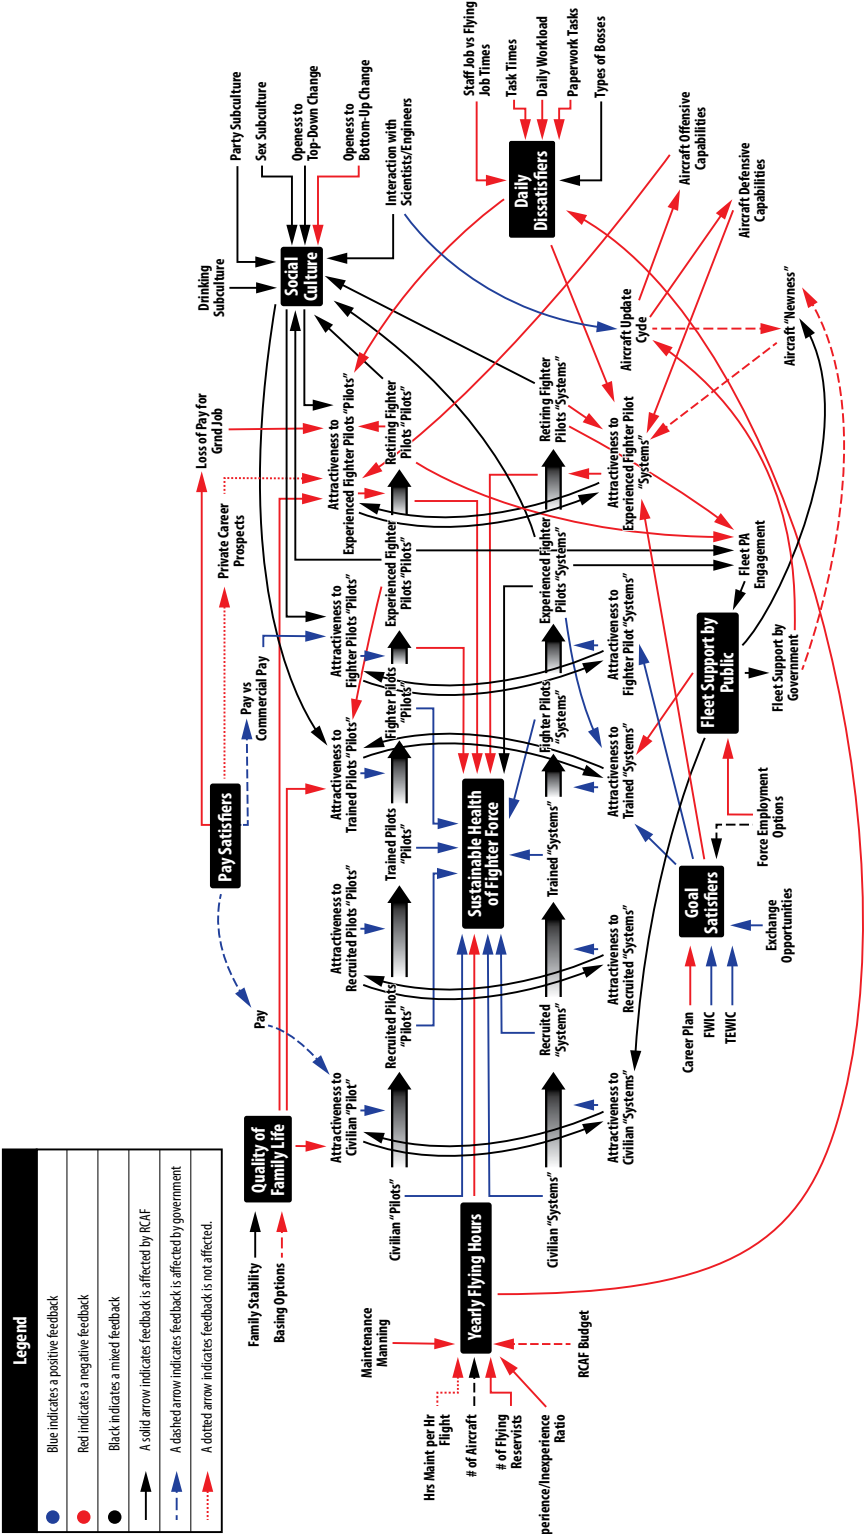 Legend
Blue indicates a positive feedback
Red indicates a negative feedback
Black indicates a mixed feedback
A solid arrow indicates feedback is affected by RCAF
A dashed arrow indicates feedback is affected by government
A dotted arrow indicates feedback is not affected.
Family Stability
Basing Options
Quality of
Family Life
Pay Satisfiers
Pay
Pay vs
Commercial Pay
Private Career
Prospects
Loss of Pay for
Grnd Job
Drinking
Subculture
Party Subculture
Sex Subculture
Openess to
Top-Down Change
Openess to
Bottom-Up Change
Interaction with
Scientists/Engineers
Social
Culture
Attractiveness to
Civilian “Pilot”
Attractiveness to
Recruited Pilots “Pilots”
Attractiveness to
Trained Pilots “Pilots”
Attractiveness to
Fighter Pilots “Pilots”
Attractiveness to
Experienced Fighter Pilots “Pilots”
Civilian “Pilots”
Recruited Pilots
“Pilots”
Trained Pilots
“Pilots”
Fighter Pilots
“Pilots”
Experienced Fighter
Pilots “Pilots”
Retiring Fighter
Pilots “Pilots”
Maintenance
Manning
Hrs Maint per Hr
Flight
# of Aircraft
# of Flying
Reservists
perience/Inexperience
Ratio
RCAF Budget
Yearly Flying Hours
Sustainable Health
of Fighter Force
Daily
Dissatisfiers
Staff Job vs Flying
Job Times
Task Times
Daily Workload
Paperwork Tasks
Types of Bosses
Civilian “Systems”
Recruited
“Systems”
Trained “Systems”
Fighter Pilots
“Systems”
Experienced Fighter
Pilots “Systems”
Retiring Fighter
Pilots “Systems”
Attractiveness to
Civilian “Systems”
Attractiveness to
Recruited “Systems”
Attractiveness to
Trained “Systems”
Attractiveness to
Fighter Pilot “Systems”
Attractiveness to
Experienced Fighter Pilot
“Systems”
Aircraft Update
Cycle
Aircraft Offensive
Capabilities
Aircraft Defensive
Capabilities
Aircraft “Newness”
Career Plan
FWIC
TEWIC
Goal
Satisfiers
Exchange
Opportunities
Force Employment
Options
Fleet Support by
Public
Fleet Support by
Government
Fleet PA
Engagement